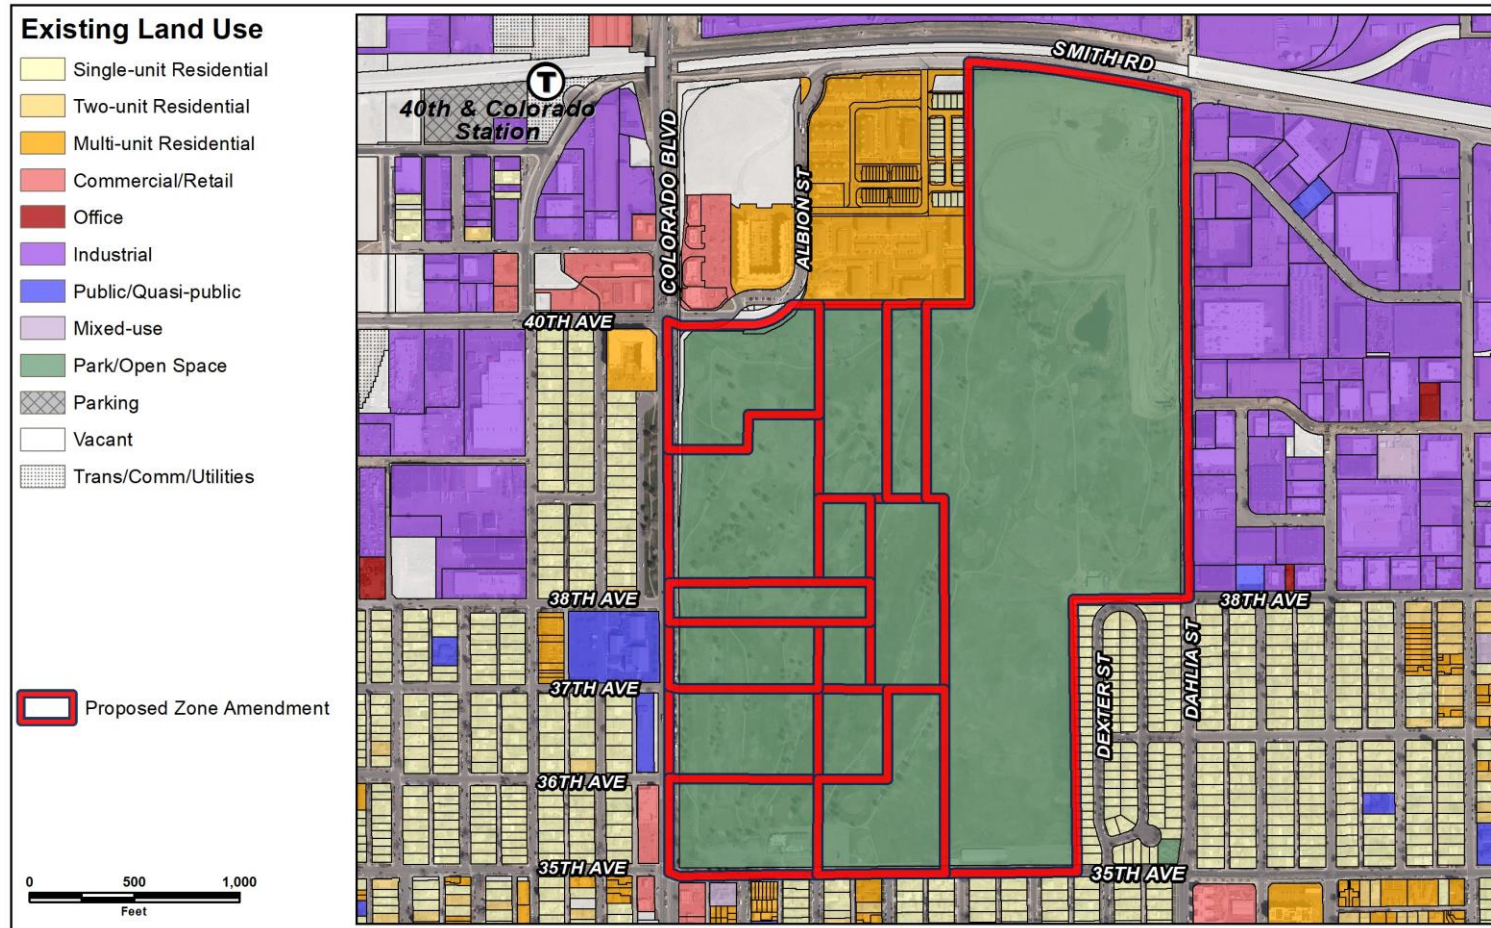 Existing Land Use
Single-unit Residential
Two-unit Residential
Multi-unit Residential
Commercial/Retail
Office
Industrial
Public/Quasi-public
Mixed-use
Park/Open Space
Parking
Vacant
Trans/Comm/Utilities
Proposed Zone Amendment
0 500 1,000
Feet
SMITH RD
T
40th & Colorado
Station
COLORADO BLVD
ALBION ST
40TH AVE
38TH AVE
38TH AVE
37TH AVE
DEXTER ST
DAHLIA ST
36TH AVE
35TH AVE
35TH AVE